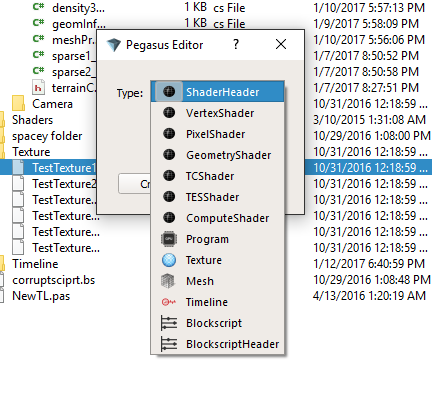 density3... 1 KB cs File 1/10/2017 5:57:13 PM
geomInf... 1 KB cs File 1/9/2017 5:58:09 PM
meshPr... 1/10/2017 5:56:06 PM
sparse1_ 1/7/2017 8:50:52 PM
sparse2_ 1/7/2017 8:50:58 PM
terrainC. 1/7/2017 8:27:51 PM
Camera 10/31/2016 12:18:59 ...
Shaders 3/10/2015 1:31:08 AM
spacey folder 10/29/2016 1:08:00 PM
Texture 10/31/2016 12:18:59 ...
TestTexture1 10/31/2016 12:18:59 ...
TestTexture2 10/31/2016 12:18:59 ...
TestTexture... 10/31/2016 12:18:59 ...
TestTexture... 10/31/2016 12:18:59 ...
TestTexture... 10/31/2016 12:18:59 ...
TestTexture... 10/31/2016 12:18:59 ...
Timeline 1/12/2017 6:40:59 PM
corruptsciprt.bs 10/29/2016 1:08:48 PM
NewTL.pas 4/13/2016 1:20:19 AM
Pegasus Editor ?
Type:
ShaderHeader
VertexShader
PixelShader
GeometryShader
TCShader
TESShader
ComputeShader
Program
Texture
Mesh
Timeline
Blockscript
BlockscriptHeader